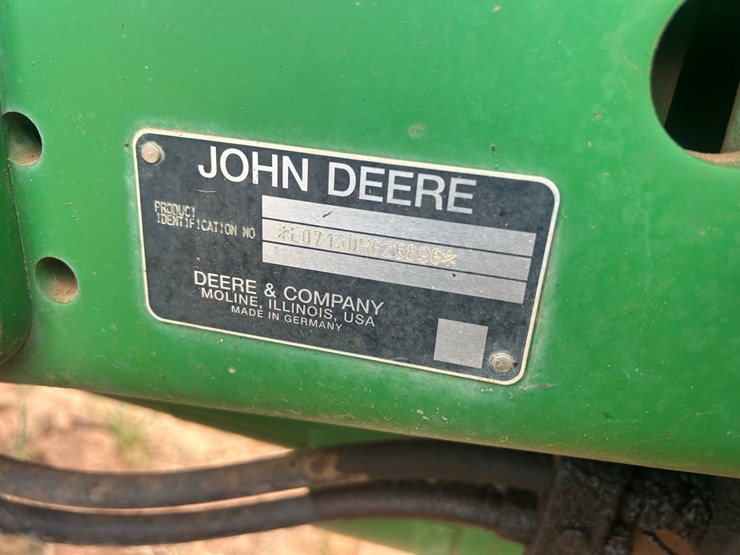 JOHN DEERE
PRODUCT
IDENTIFICATION NO
DEERE & COMPANY
MOLINE, ILLINOIS, USA
MADE IN GERMANY